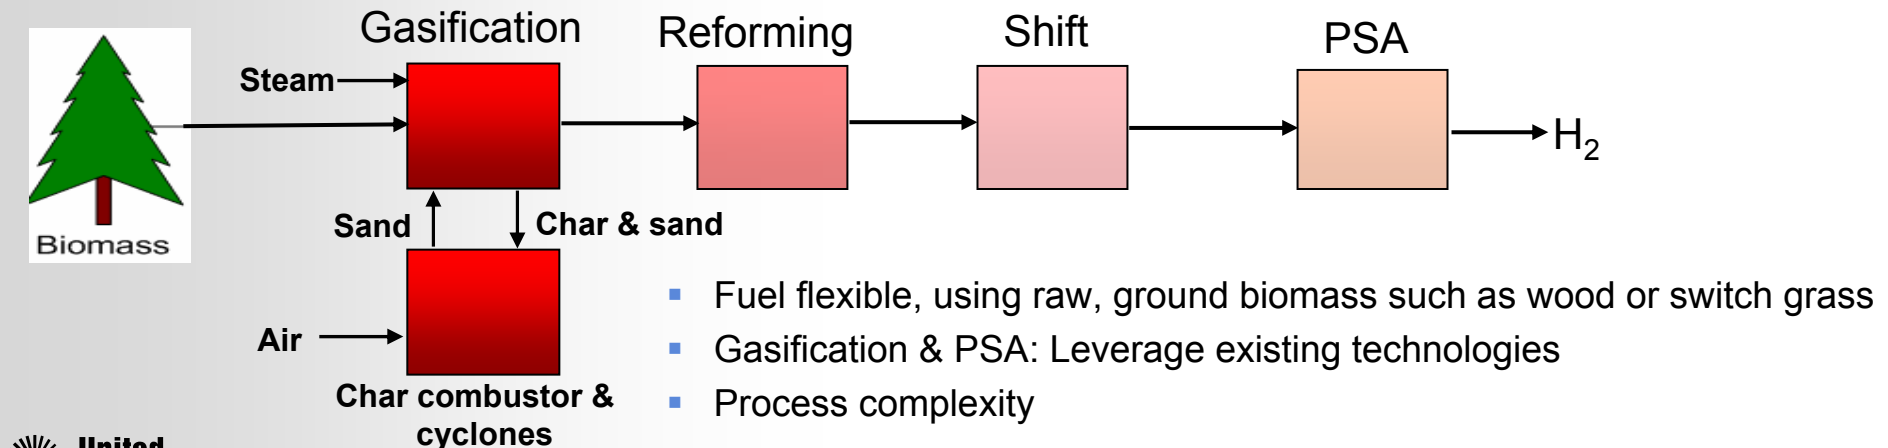 Gasification
Reforming
Shift
PSA
Steam
H₂
Biomass
Sand
Char & sand
Air
Char combustor &
cyclones
▪ Fuel flexible, using raw, ground biomass such as wood or switch grass
▪ Gasification & PSA: Leverage existing technologies
▪ Process complexity
United